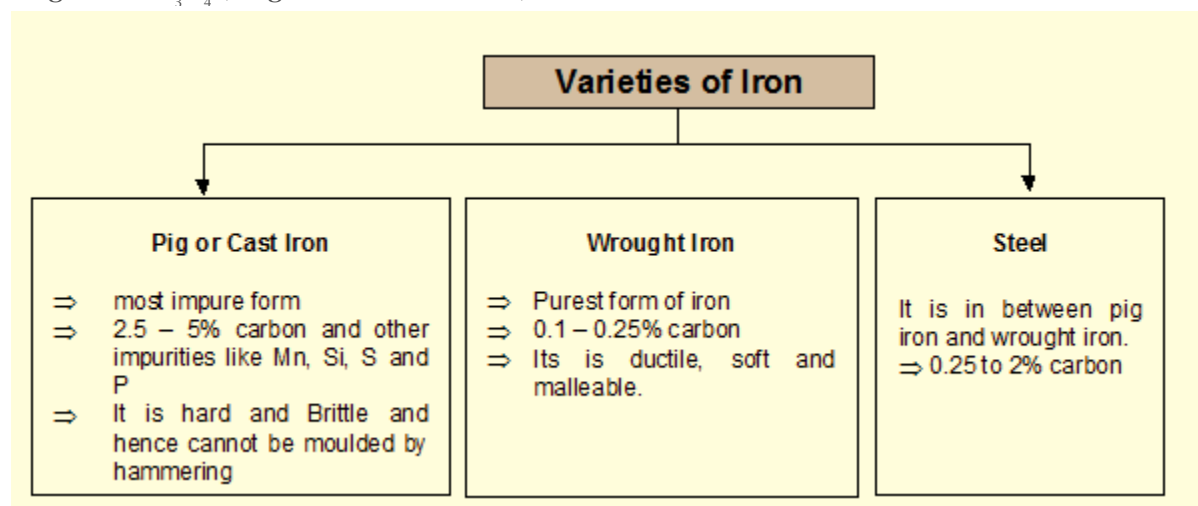 3 4
Varieties of Iron
Pig or Cast Iron
⇒ most impure form
⇒ 2.5 – 5% carbon and other
impurities like Mn, Si, S and
P
⇒ It is hard and Brittle and
hence cannot be moulded by
hammering
Wrought Iron
⇒ Purest form of iron
⇒ 0.1 – 0.25% carbon
⇒ Its is ductile, soft and
malleable.
Steel
It is in between pig
iron and wrought iron.
⇒ 0.25 to 2% carbon